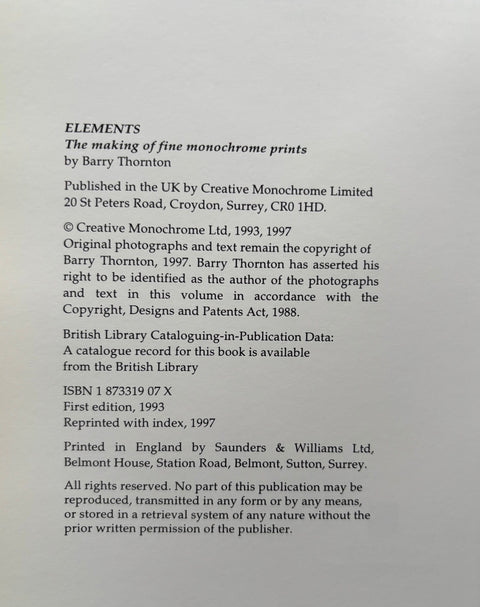 ELEMENTS
The making of fine monochrome prints
by Barry Thornton
Published in the UK by Creative Monochrome Limited
20 St Peters Road, Croydon, Surrey, CR0 1HD.
© Creative Monochrome Ltd, 1993, 1997
Original photographs and text remain the copyright of
Barry Thornton, 1997. Barry Thornton has asserted his
right to be identified as the author of the photographs
and text in this volume in accordance with the
Copyright, Designs and Patents Act, 1988.
British Library Cataloguing-in-Publication Data:
A catalogue record for this book is available
from the British Library
ISBN 1 873319 07 X
First edition, 1993
Reprinted with index, 1997
Printed in England by Saunders & Williams Ltd,
Belmont House, Station Road, Belmont, Sutton, Surrey.
All rights reserved. No part of this publication may be
reproduced, transmitted in any form or by any means,
or stored in a retrieval system of any nature without the
prior written permission of the publisher.